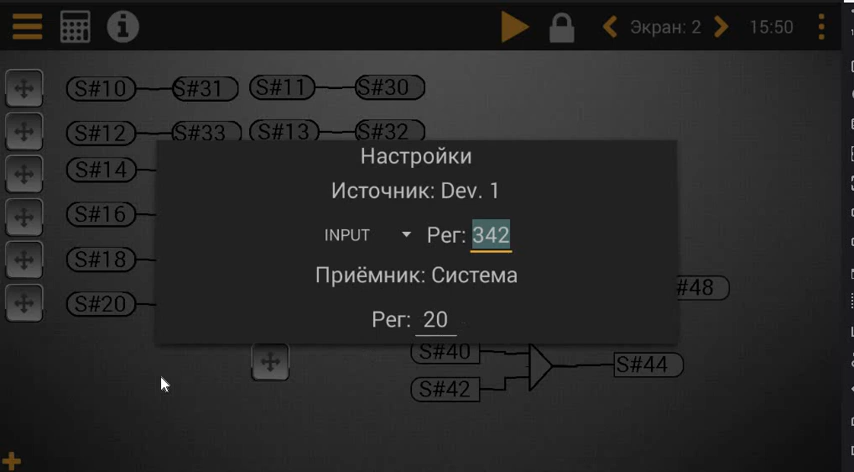 Экран: 2 15:50
S#10 S#31 S#11 S#30
S#12 S#33 S#13 S#32
S#14
S#16
S#18
S#20
Настройки
Источник: Dev. 1
INPUT Рег: 342
Приёмник: Система
Рег: 20
#48
S#40
S#44
S#42